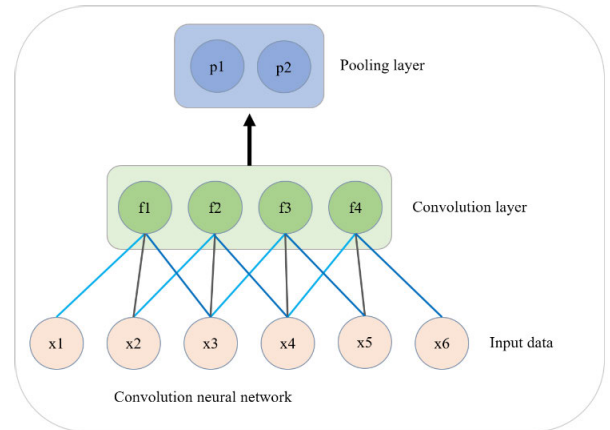 p1 p2 Pooling layer
f1 f2 f3 f4 Convolution layer
x1 x2 x3 x4 x5 x6 Input data
Convolution neural network